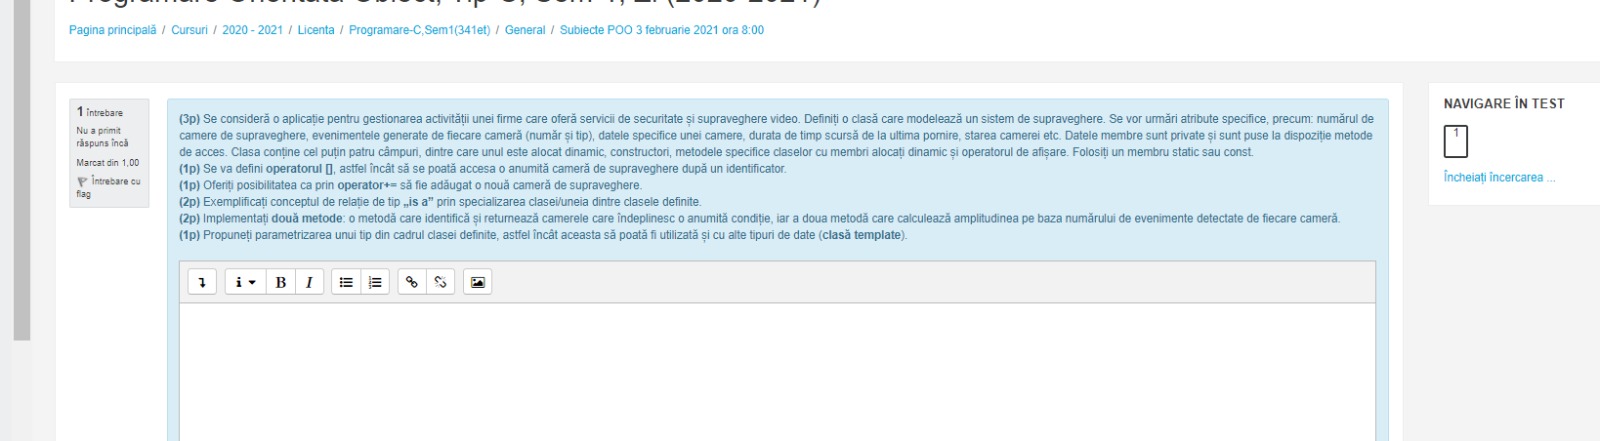 Pagina principală / Cursuri / 2020 - 2021 / Licenta / Programare-C,Sem1(341et) / General / Subiecte POO 3 februarie 2021 ora 8:00
1 întrebare
Nu a primit
răspuns încă
Marcat din 1,00
Întrebare cu
flag
(3p) Se consideră o aplicație pentru gestionarea activității unei firme care oferă servicii de securitate și supraveghere video. Definiți o clasă care modelează un sistem de supraveghere. Se vor urmări atribute specifice, precum: numărul de
camere de supraveghere, evenimentele generate de fiecare cameră (număr și tip), datele specifice unei camere, durata de timp scursă de la ultima pornire, starea camerei etc. Datele membre sunt private și sunt puse la dispoziție metode
de acces. Clasa conține cel puțin patru câmpuri, dintre care unul este alocat dinamic, constructori, metodele specifice claselor cu membri alocați dinamic și operatorul de afișare. Folosiți un membru static sau const.
(1p) Se va defini operatorul [], astfel încât să se poată accesa o anumită cameră de supraveghere după un identificator.
(1p) Oferiți posibilitatea ca prin operator+= să fie adăugat o nouă cameră de supraveghere.
(2p) Exemplificați conceptul de relație de tip „is a” prin specializarea clasei/uneia dintre clasele definite.
(2p) Implementați două metode: o metodă care identifică și returnează camerele care îndeplinesc o anumită condiție, iar a doua metodă care calculează amplitudinea pe baza numărului de evenimente detectate de fiecare cameră.
(1p) Propuneți parametrizarea unui tip din cadrul clasei definite, astfel încât aceasta să poată fi utilizată și cu alte tipuri de date (clasă template).
i B I
NAVIGARE ÎN TEST
1
Încheiați încercarea ...